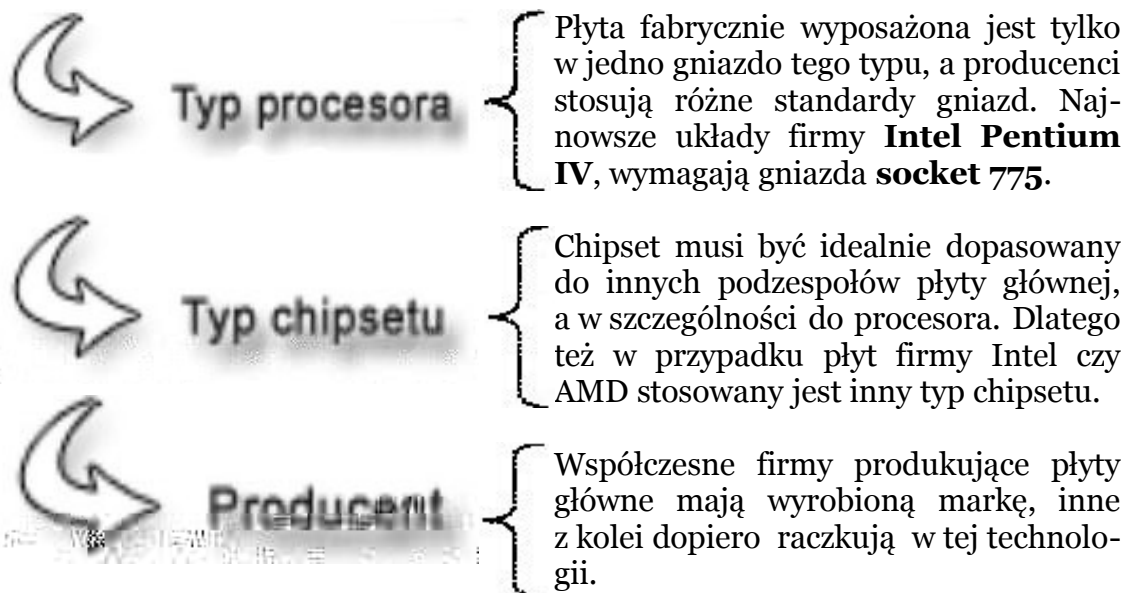 Typ procesora
Płyta fabrycznie wyposażona jest tylko
w jedno gniazdo tego typu, a producenci
stosują różne standardy gniazd. Naj-
nowsze układy firmy Intel Pentium
IV, wymagają gniazda socket 775.
Typ chipsetu
Chipset musi być idealnie dopasowany
do innych podzespołów płyty głównej,
a w szczególności do procesora. Dlatego
też w przypadku płyt firmy Intel czy
AMD stosowany jest inny typ chipsetu.
Producent
Współczesne firmy produkujące płyty
główne mają wyrobioną markę, inne
z kolei dopiero raczkują w tej technolo-
gii.